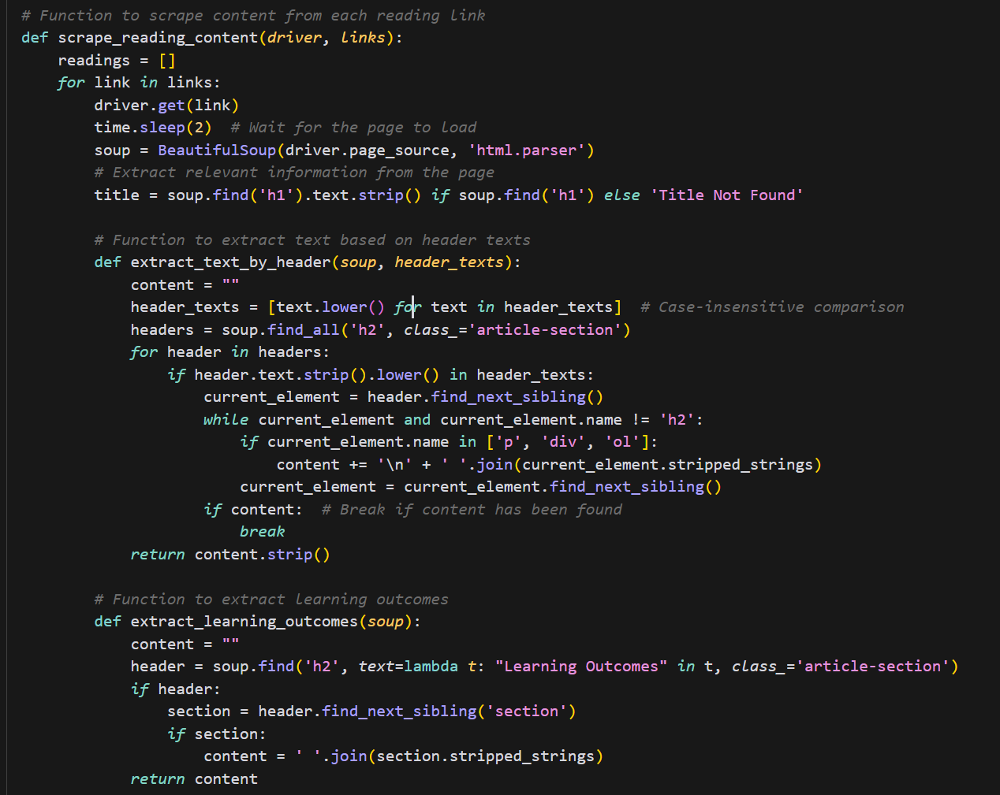 # Function to scrape content from each reading link
def scrape_reading_content(driver, links):
    readings = []
    for link in links:
        driver.get(link)
        time.sleep(2)  # Wait for the page to load
        soup = BeautifulSoup(driver.page_source, 'html.parser')
        # Extract relevant information from the page
        title = soup.find('h1').text.strip() if soup.find('h1') else 'Title Not Found'

        # Function to extract text based on header texts
        def extract_text_by_header(soup, header_texts):
            content = ""
            header_texts = [text.lower() for text in header_texts]  # Case-insensitive comparison
            headers = soup.find_all('h2', class_='article-section')
            for header in headers:
                if header.text.strip().lower() in header_texts:
                    current_element = header.find_next_sibling()
                    while current_element and current_element.name != 'h2':
                        if current_element.name in ['p', 'div', 'ol']:
                            content += '\n' + ' '.join(current_element.stripped_strings)
                        current_element = current_element.find_next_sibling()
                    if content:  # Break if content has been found
                        break
            return content.strip()

        # Function to extract learning outcomes
        def extract_learning_outcomes(soup):
            content = ""
            header = soup.find('h2', text=lambda t: "Learning Outcomes" in t, class_='article-section')
            if header:
                section = header.find_next_sibling('section')
                if section:
                    content = ' '.join(section.stripped_strings)
            return content